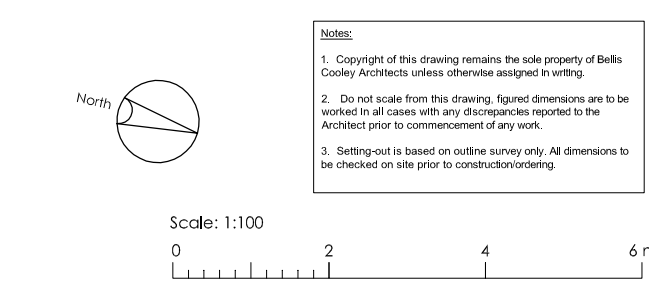 Notes:
1. Copyright of this drawing remains the sole property of Bellis
Cooley Architects unless otherwise assigned in writing.
2. Do not scale from this drawing, figured dimensions are to be
worked in all cases with any discrepancies reported to the
Architect prior to commencement of any work.
3. Setting-out is based on outline survey only. All dimensions to
be checked on site prior to construction/ordering.
North
Scale: 1:100
0 2 4 6